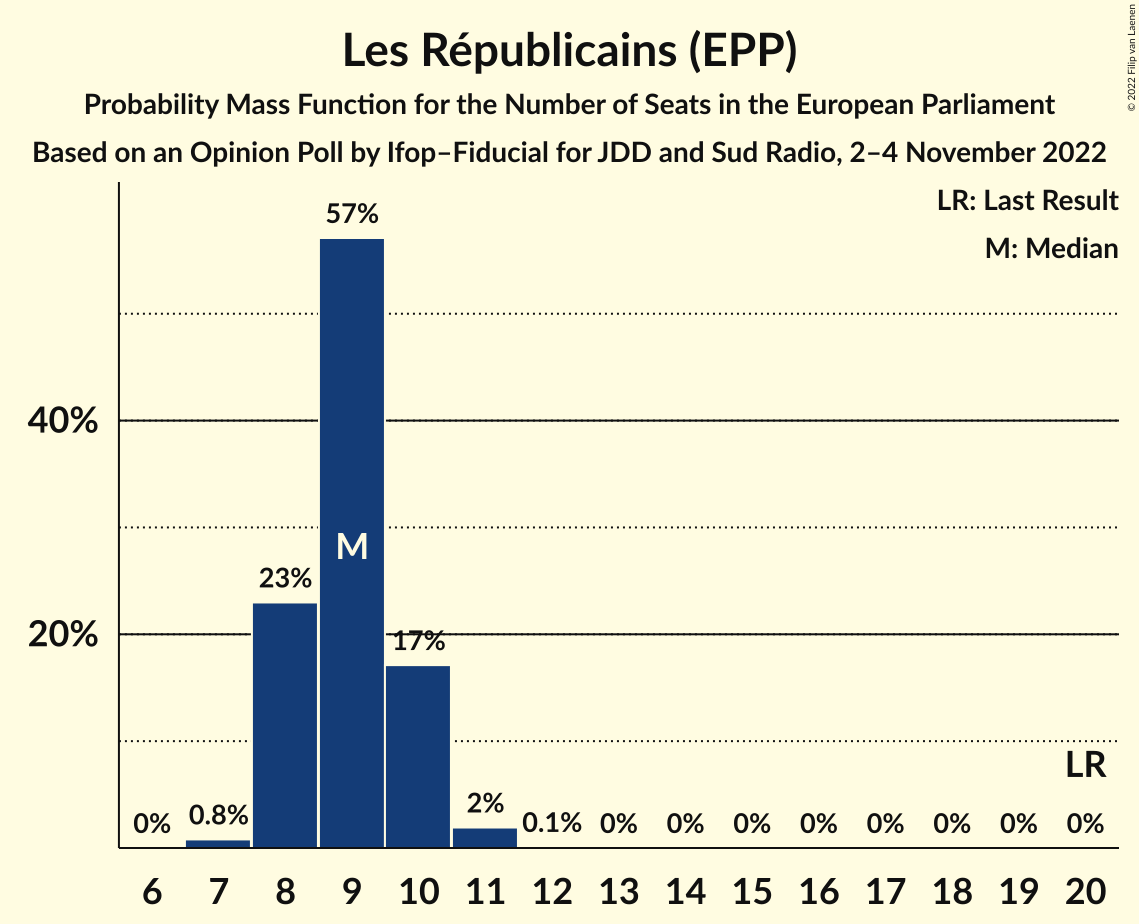 Les Républicains (EPP)
Probability Mass Function for the Number of Seats in the European Parliament
Based on an Opinion Poll by Ifop–Fiducial for JDD and Sud Radio, 2–4 November 2022
© 2022 Filip van Laenen
LR: Last Result
M: Median
57%
40%
M
23%
20%
17%
LR
0% 0.8% 2% 0.1% 0% 0% 0% 0% 0% 0% 0% 0%
6 7 8 9 10 11 12 13 14 15 16 17 18 19 20